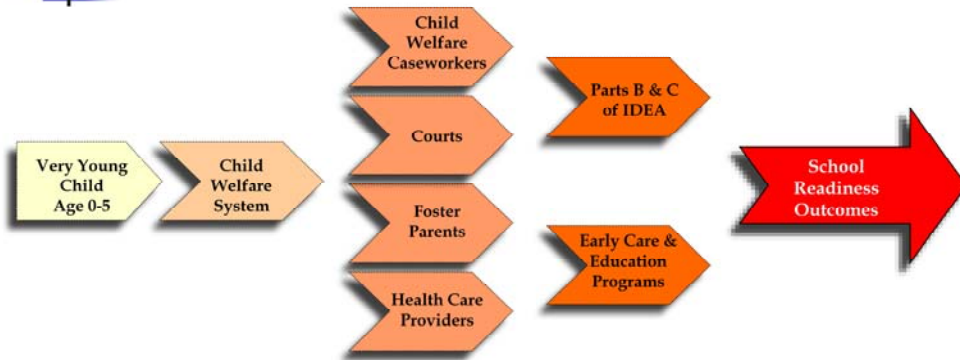 Very Young
Child
Age 0-5
Child
Welfare
System
Child
Welfare
Caseworkers
Courts
Foster
Parents
Health Care
Providers
Parts B & C
of IDEA
Early Care &
Education
Programs
School
Readiness
Outcomes